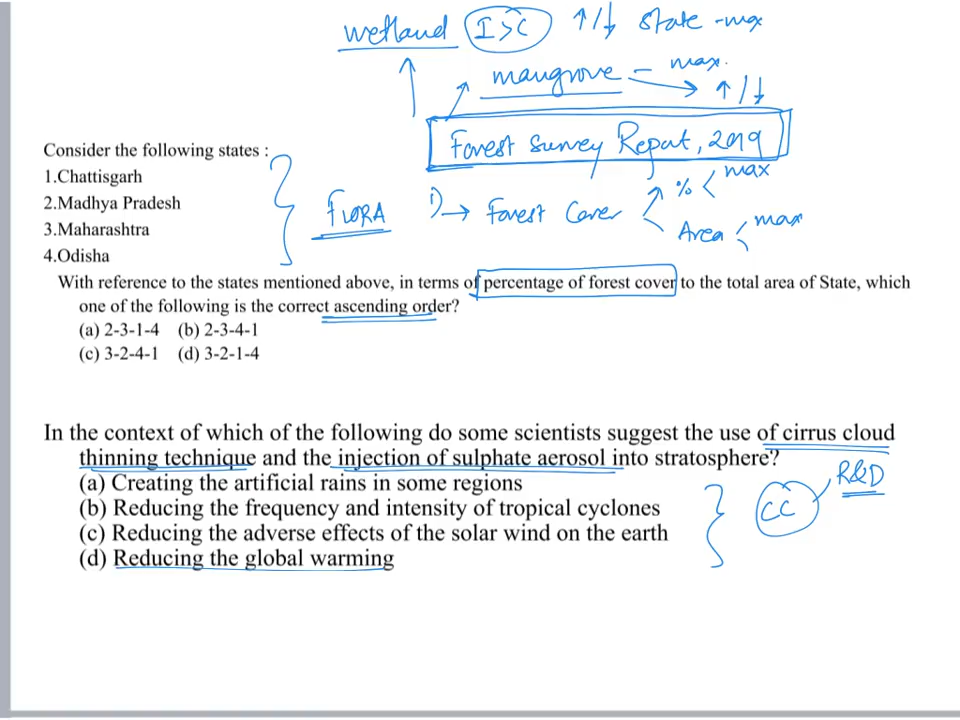 wetland I>C ↑/↓ state -max
mangrove - max.
→ ↑/↓
Forest Survey Report, 2019
Consider the following states :
1.Chattisgarh
2.Madhya Pradesh
3.Maharashtra
4.Odisha
FLORA 1) → Forest Cover
% < max
Area < max
With reference to the states mentioned above, in terms of percentage of forest cover to the total area of State, which
one of the following is the correct ascending order?
(a) 2-3-1-4 (b) 2-3-4-1
(c) 3-2-4-1 (d) 3-2-1-4
In the context of which of the following do some scientists suggest the use of cirrus cloud
thinning technique and the injection of sulphate aerosol into stratosphere?
(a) Creating the artificial rains in some regions
(b) Reducing the frequency and intensity of tropical cyclones
(c) Reducing the adverse effects of the solar wind on the earth
(d) Reducing the global warming
CC R&D